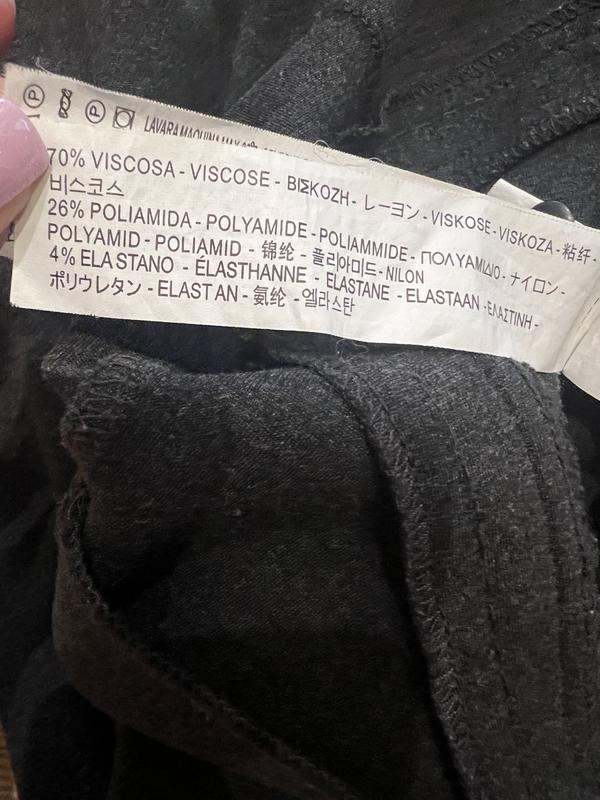 P P LAVAR A MAQUINA MAX
70% VISCOSA - VISCOSE - ΒΙΣΚΟΖΗ - レーヨン - VISKOSE - VISKOZA - 粘纤 -
비스코스
26% POLIAMIDA - POLYAMIDE - POLIAMMIDE - ΠΟΛΥΑΜΙΔΙΟ - ナイロン -
POLYAMID - POLIAMID - 锦纶 - 폴리아미드 - NILON
4% ELASTANO - ÉLASTHANNE - ELASTANE - ELASTAAN - ΕΛΑΣΤΙΝΗ -
ポリウレタン - ELASTAN - 氨纶 - 엘라스탄